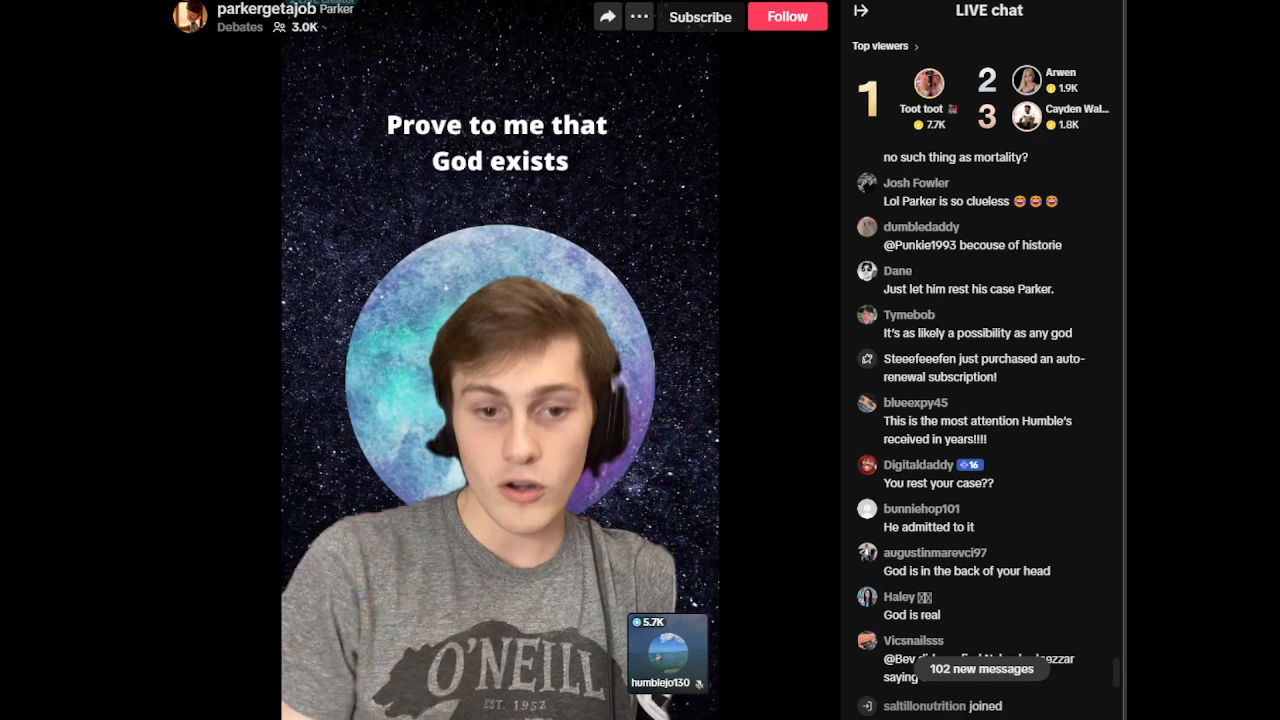 parkergetajob Parker
Debates 3.0K
Subscribe
Follow
Prove to me that
God exists
O'NEILL
EST. 1952
5.7K
humblejo130
LIVE chat
Top viewers
1
Toot toot
7.7K
2
Arwen
1.9K
3
Cayden Wal...
1.8K
no such thing as mortality?
Josh Fowler
Lol Parker is so clueless 😂 😂 😂
dumbledaddy
@Punkie1993 becouse of historie
Dane
Just let him rest his case Parker.
Tymebob
It's as likely a possibility as any god
Steeefeeefen just purchased an auto-
renewal subscription!
blueexpy45
This is the most attention Humble's
received in years!!!!
Digitaldaddy 16
You rest your case??
bunniehop101
He admitted to it
augustinmarevci97
God is in the back of your head
Haley
God is real
Vicsnailsss
saying
102 new messages
saltillonutrition joined